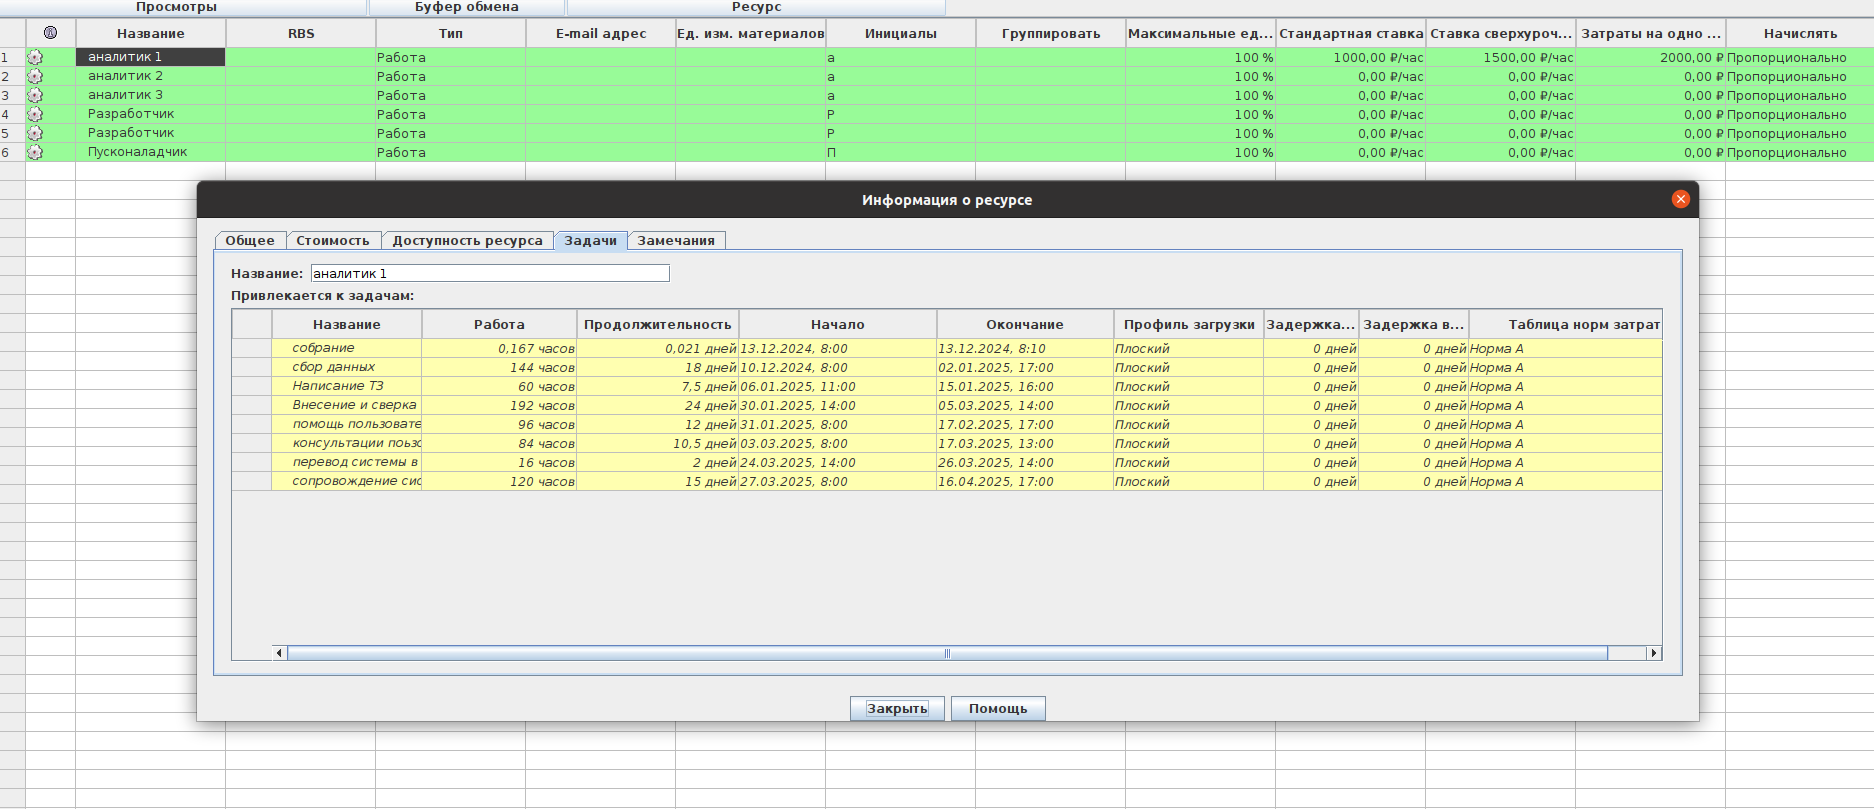 Просмотры Буфер обмена Ресурс
Название RBS Тип E-mail адрес Ед. изм. материалов Инициалы Группировать Максимальные ед... Стандартная ставка Ставка сверхуроч... Затраты на одно ... Начислять
1 аналитик 1 Работа а 100 % 1000,00 ₽/час 1500,00 ₽/час 2000,00 ₽ Пропорционально
2 аналитик 2 Работа а 100 % 0,00 ₽/час 0,00 ₽/час 0,00 ₽ Пропорционально
3 аналитик 3 Работа а 100 % 0,00 ₽/час 0,00 ₽/час 0,00 ₽ Пропорционально
4 Разработчик Работа Р 100 % 0,00 ₽/час 0,00 ₽/час 0,00 ₽ Пропорционально
5 Разработчик Работа Р 100 % 0,00 ₽/час 0,00 ₽/час 0,00 ₽ Пропорционально
6 Пусконаладчик Работа П 100 % 0,00 ₽/час 0,00 ₽/час 0,00 ₽ Пропорционально
Информация о ресурсе
Общее Стоимость Доступность ресурса Задачи Замечания
Название: аналитик 1
Привлекается к задачам:
Название Работа Продолжительность Начало Окончание Профиль загрузки Задержка... Задержка в... Таблица норм затрат
собрание 0,167 часов 0,021 дней 13.12.2024, 8:00 13.12.2024, 8:10 Плоский 0 дней 0 дней Норма А
сбор данных 144 часов 18 дней 10.12.2024, 8:00 02.01.2025, 17:00 Плоский 0 дней 0 дней Норма А
Написание ТЗ 60 часов 7,5 дней 06.01.2025, 11:00 15.01.2025, 16:00 Плоский 0 дней 0 дней Норма А
Внесение и сверка 192 часов 24 дней 30.01.2025, 14:00 05.03.2025, 14:00 Плоский 0 дней 0 дней Норма А
помощь пользовате 96 часов 12 дней 31.01.2025, 8:00 17.02.2025, 17:00 Плоский 0 дней 0 дней Норма А
консультации поьзо 84 часов 10,5 дней 03.03.2025, 8:00 17.03.2025, 13:00 Плоский 0 дней 0 дней Норма А
перевод системы в 16 часов 2 дней 24.03.2025, 14:00 26.03.2025, 14:00 Плоский 0 дней 0 дней Норма А
сопровождение сис 120 часов 15 дней 27.03.2025, 8:00 16.04.2025, 17:00 Плоский 0 дней 0 дней Норма А
Закрыть Помощь